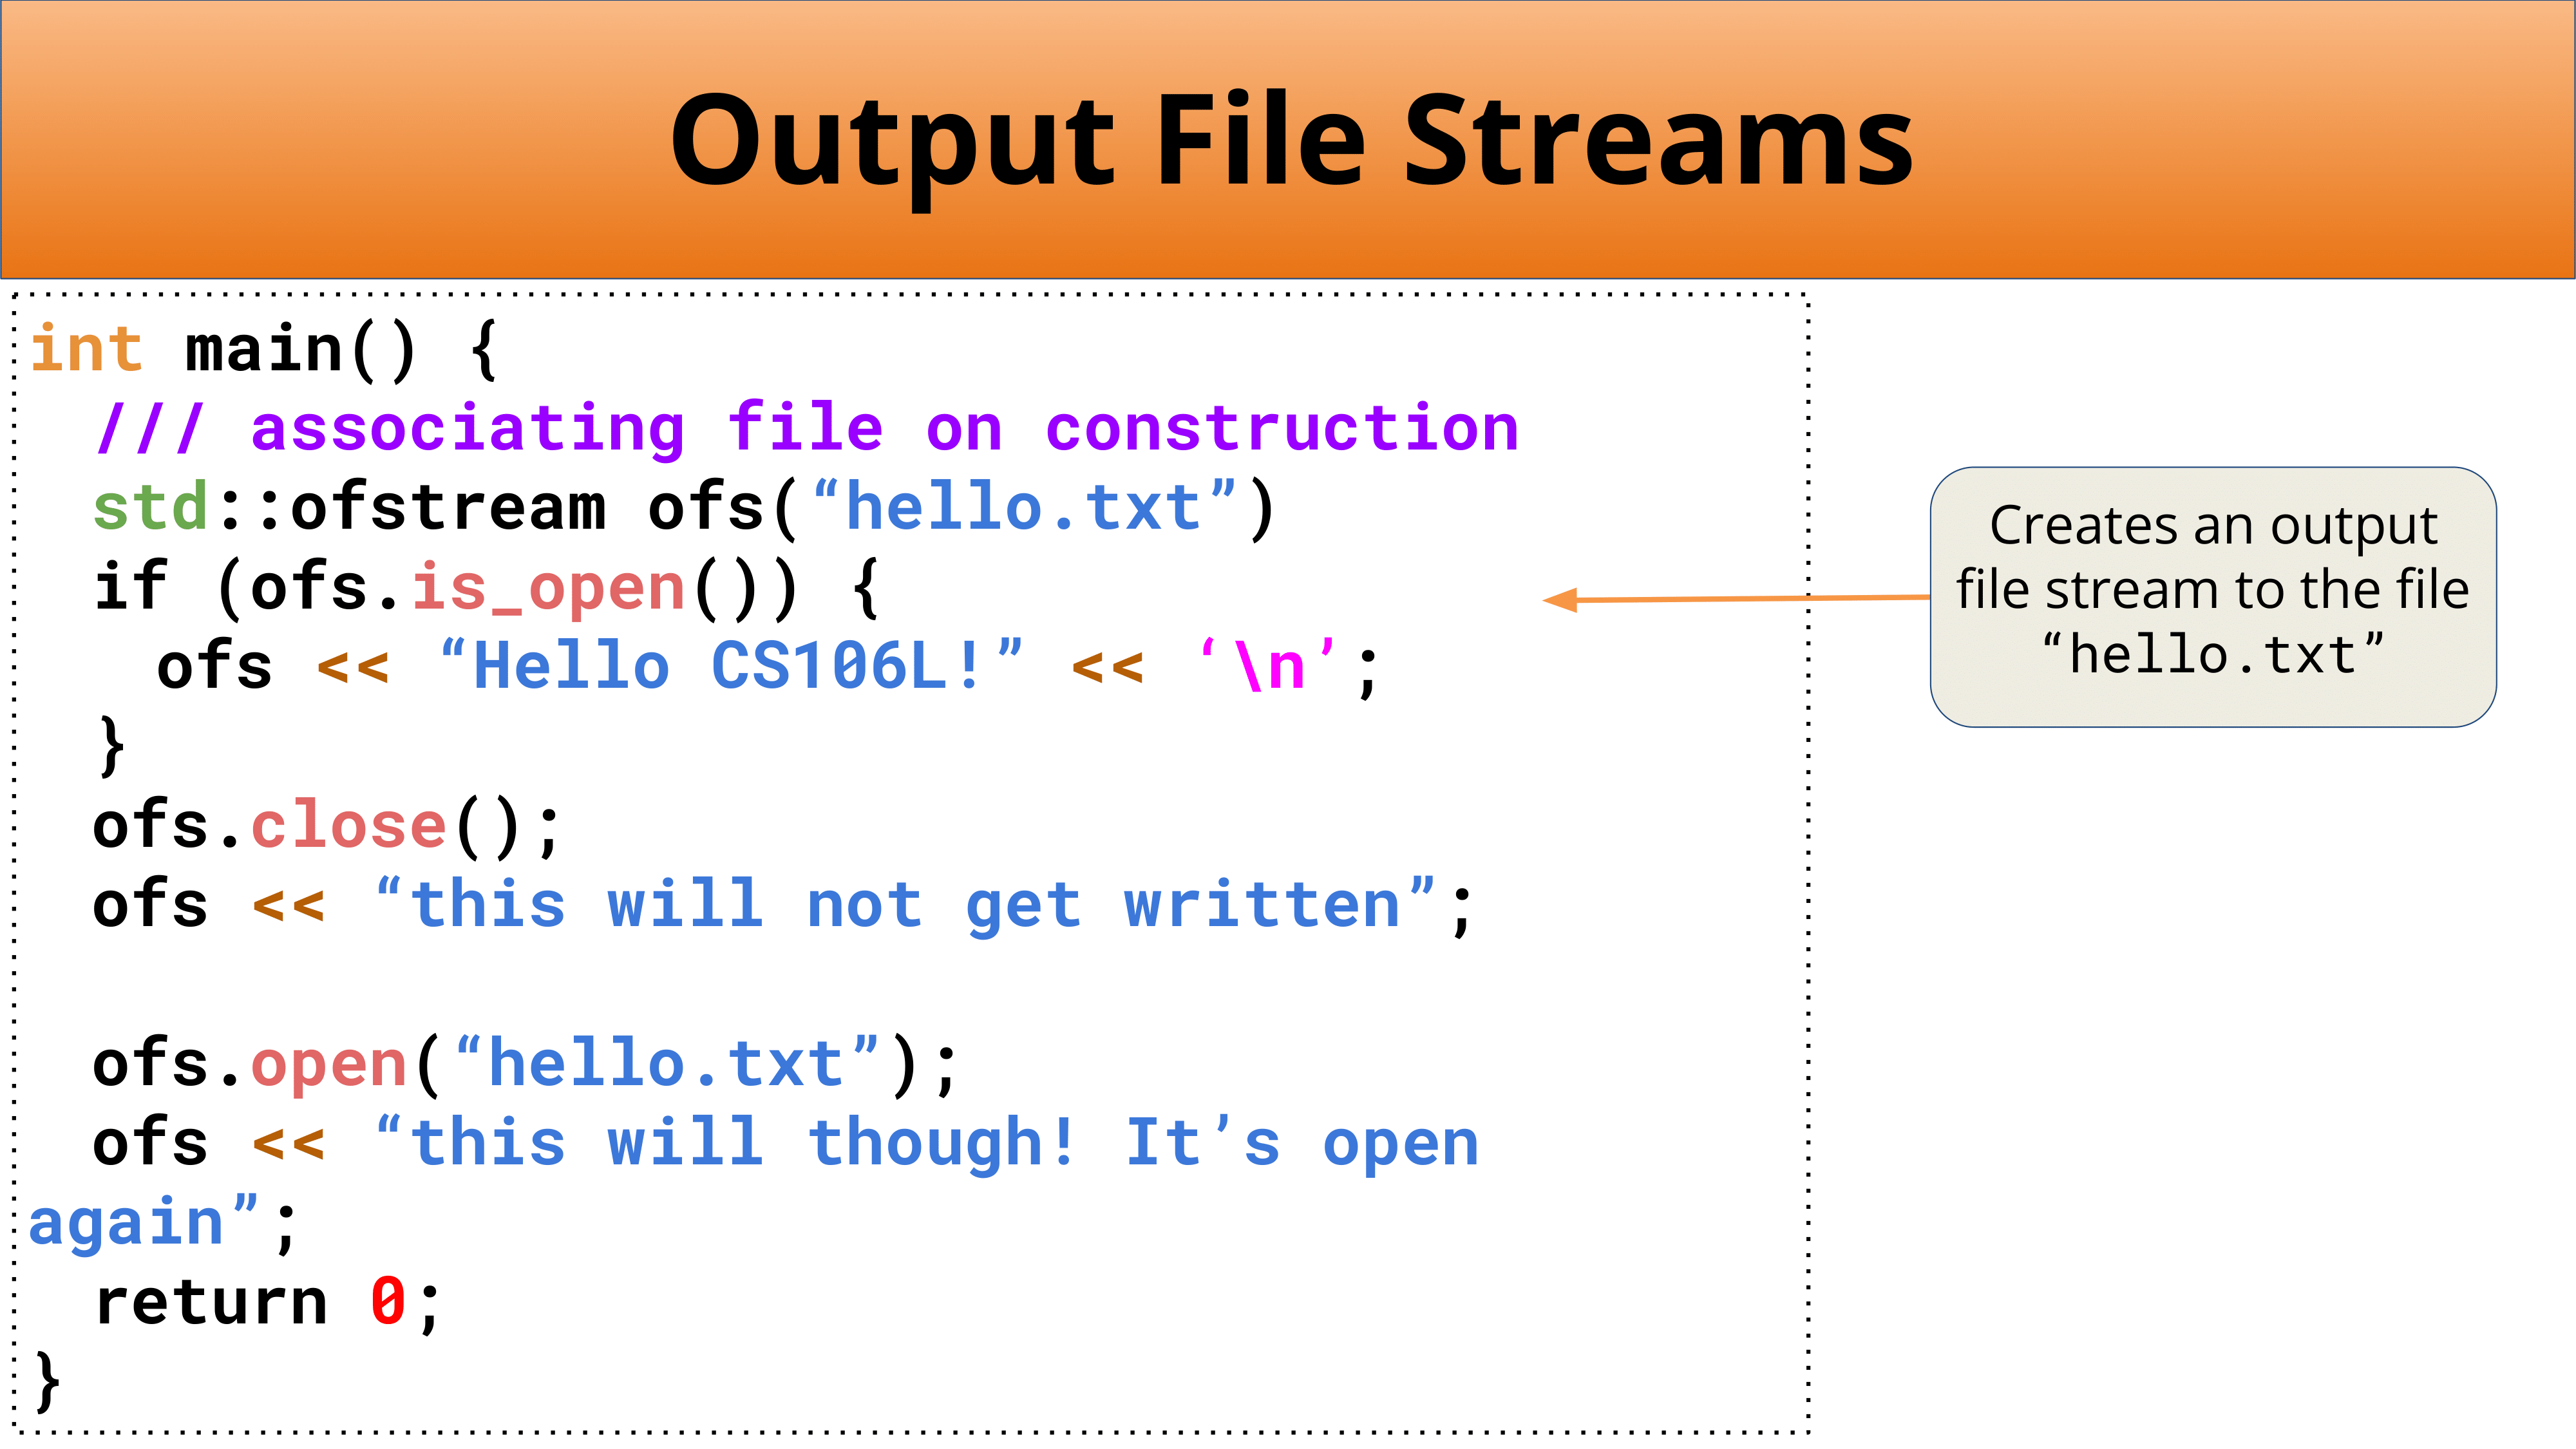 Output File Streams
int main() {
/// associating file on construction
std::ofstream ofs(“hello.txt”)
if (ofs.is_open()) {
ofs << “Hello CS106L!” << ‘\n’;
}
ofs.close();
ofs << “this will not get written”;
ofs.open(“hello.txt”);
ofs << “this will though! It’s open
again”;
return 0;
}
Creates an output
file stream to the file
“hello.txt”